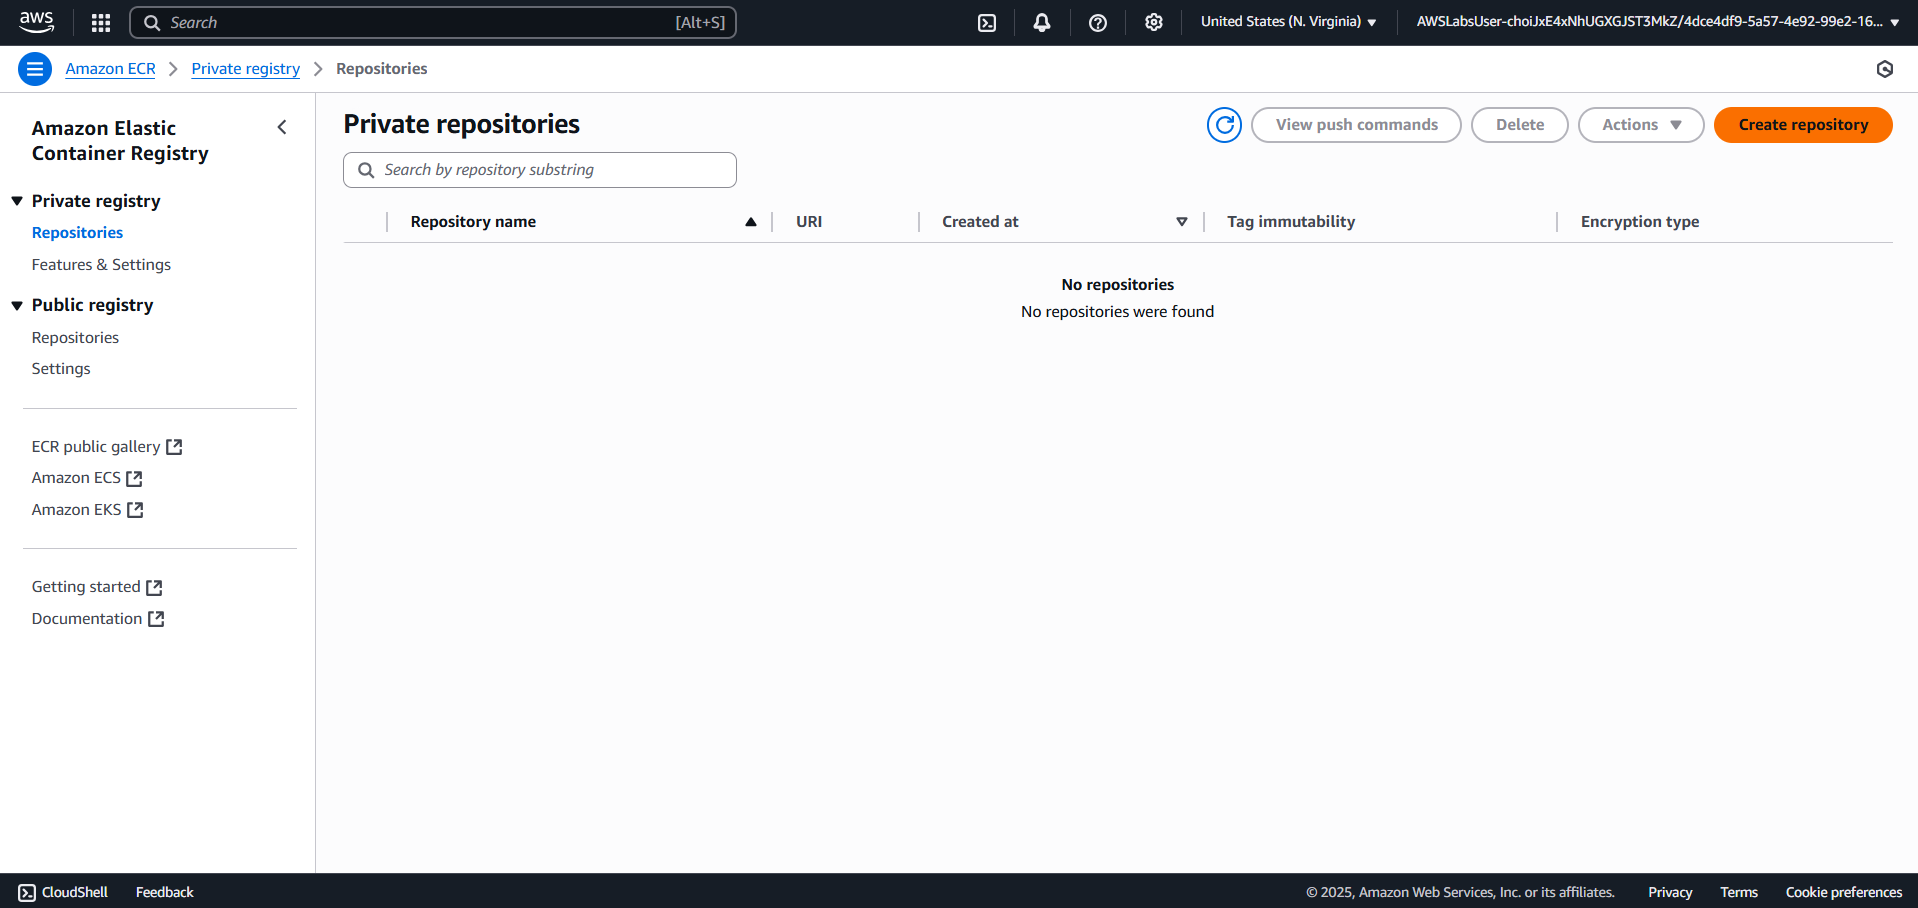 aws
Search [Alt+S]
United States (N. Virginia)
AWSLabsUser-choiJxE4xNhUGXGJST3MkZ/4dce4df9-5a57-4e92-99e2-16...
Amazon ECR
Private registry
Repositories
Amazon Elastic
Container Registry
Private registry
Repositories
Features & Settings
Public registry
Repositories
Settings
ECR public gallery
Amazon ECS
Amazon EKS
Getting started
Documentation
Private repositories
View push commands
Delete
Actions
Create repository
Search by repository substring
Repository name
URI
Created at
Tag immutability
Encryption type
No repositories
No repositories were found
CloudShell
Feedback
© 2025, Amazon Web Services, Inc. or its affiliates.
Privacy
Terms
Cookie preferences